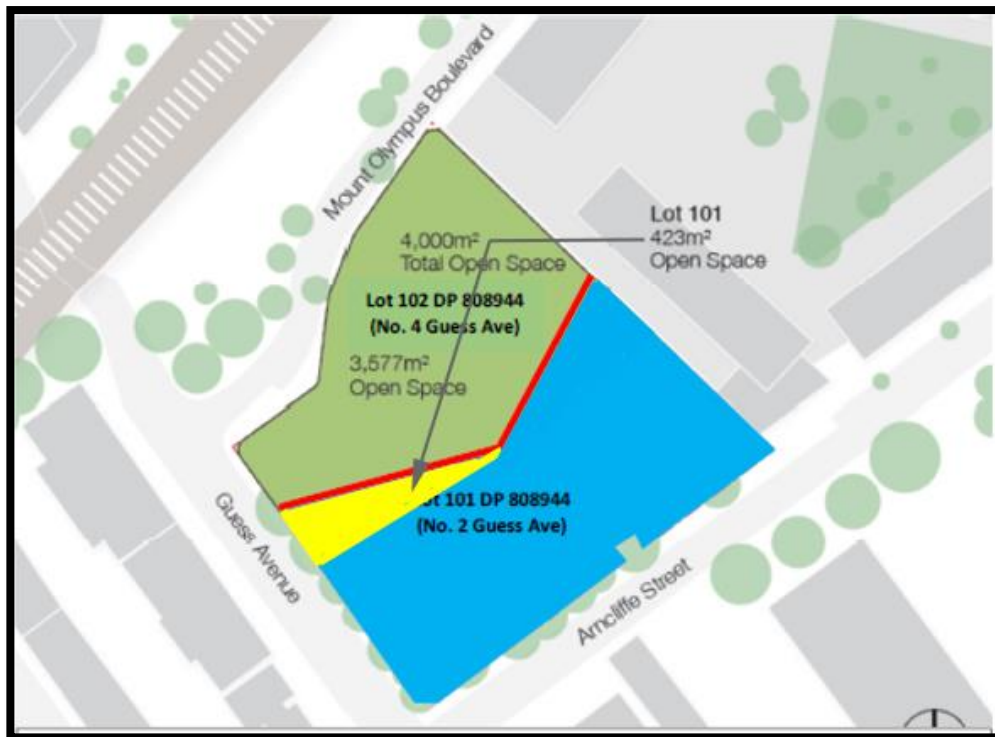 Mount Olympus Boulevard
Lot 101
423m²
Open Space
4,000m²
Total Open Space
Lot 102 DP 808944
(No. 4 Guess Ave)
3,577m²
Open Space
101 DP 808944
(No. 2 Guess Ave)
Guess Avenue
Arncliffe Street